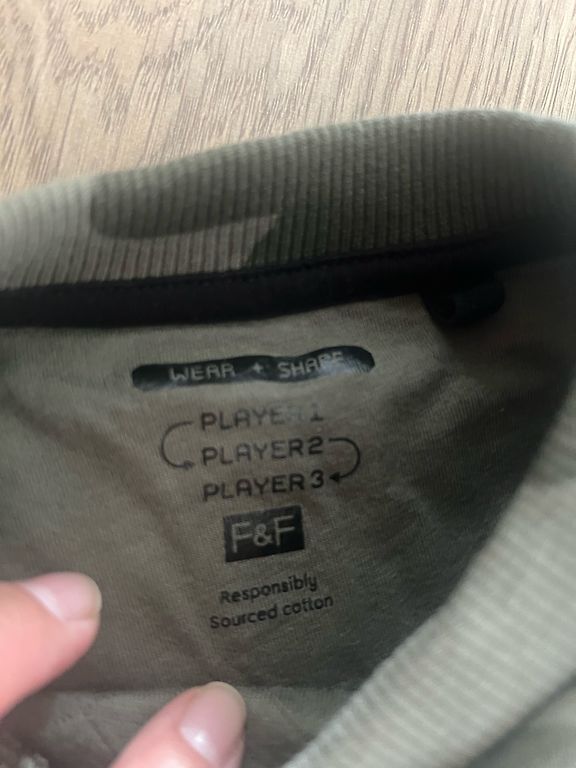 WEAR + SHARE
PLAYER 1
PLAYER 2
PLAYER 3
F&F
Responsibly
Sourced cotton